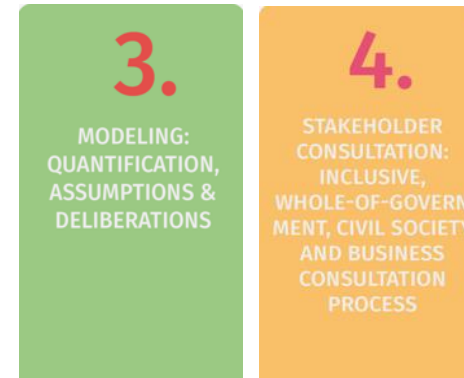 3.
MODELING:
QUANTIFICATION,
ASSUMPTIONS &
DELIBERATIONS
4.
STAKEHOLDER
CONSULTATION:
INCLUSIVE,
WHOLE-OF-GOVERN
MENT, CIVIL SOCIETY
AND BUSINESS
CONSULTATION
PROCESS